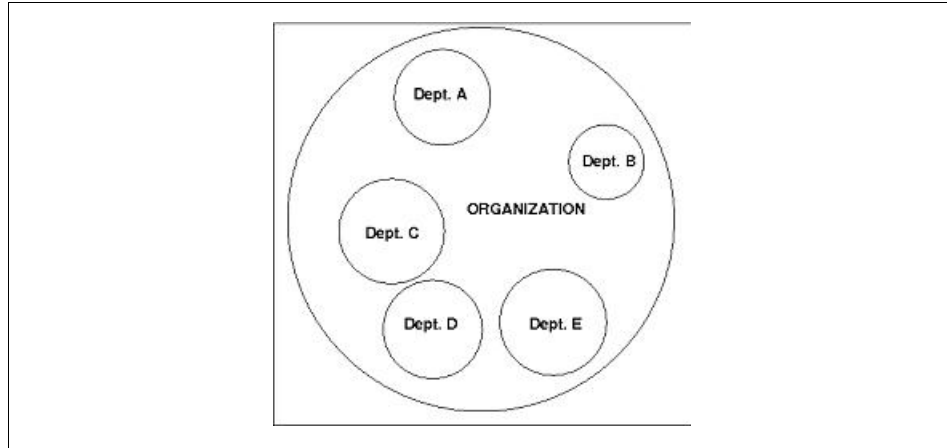 Dept. A
Dept. B
ORGANIZATION
Dept. C
Dept. D
Dept. E